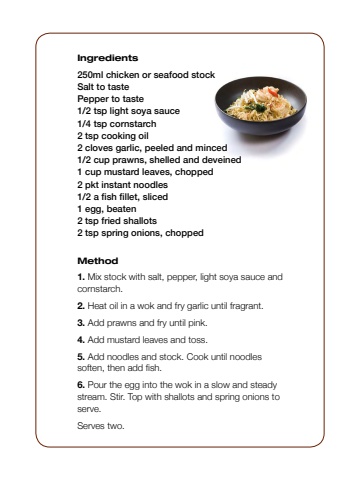 Ingredients
250ml chicken or seafood stock
Salt to taste
Pepper to taste
1/2 tsp light soya sauce
1/4 tsp cornstarch
2 tsp cooking oil
2 cloves garlic, peeled and minced
1/2 cup prawns, shelled and deveined
1 cup mustard leaves, chopped
2 pkt instant noodles
1/2 a fish fillet, sliced
1 egg, beaten
2 tsp fried shallots
2 tsp spring onions, chopped
Method
1. Mix stock with salt, pepper, light soya sauce and
cornstarch.
2. Heat oil in a wok and fry garlic until fragrant.
3. Add prawns and fry until pink.
4. Add mustard leaves and toss.
5. Add noodles and stock. Cook until noodles
soften, then add fish.
6. Pour the egg into the wok in a slow and steady
stream. Stir. Top with shallots and spring onions to
serve.
Serves two.